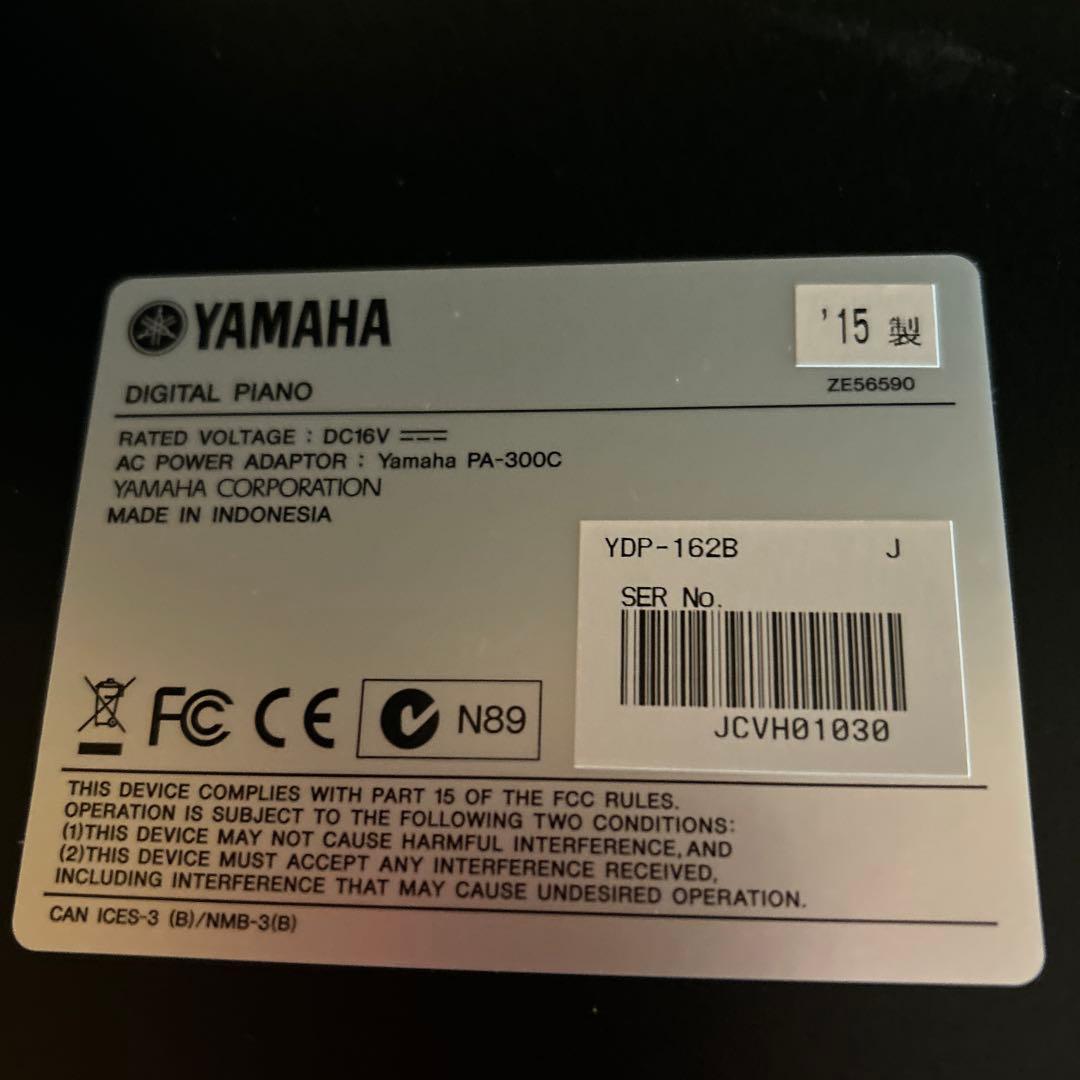 YAMAHA
'15 製
DIGITAL PIANO
ZE56590
RATED VOLTAGE : DC16V
AC POWER ADAPTOR : Yamaha PA-300C
YAMAHA CORPORATION
MADE IN INDONESIA
YDP-162B J
SER No.
JCVH01030
FC CE N89
THIS DEVICE COMPLIES WITH PART 15 OF THE FCC RULES.
OPERATION IS SUBJECT TO THE FOLLOWING TWO CONDITIONS:
(1)THIS DEVICE MAY NOT CAUSE HARMFUL INTERFERENCE,AND
(2)THIS DEVICE MUST ACCEPT ANY INTERFERENCE RECEIVED,
INCLUDING INTERFERENCE THAT MAY CAUSE UNDESIRED OPERATION.
CAN ICES-3 (B)/NMB-3(B)